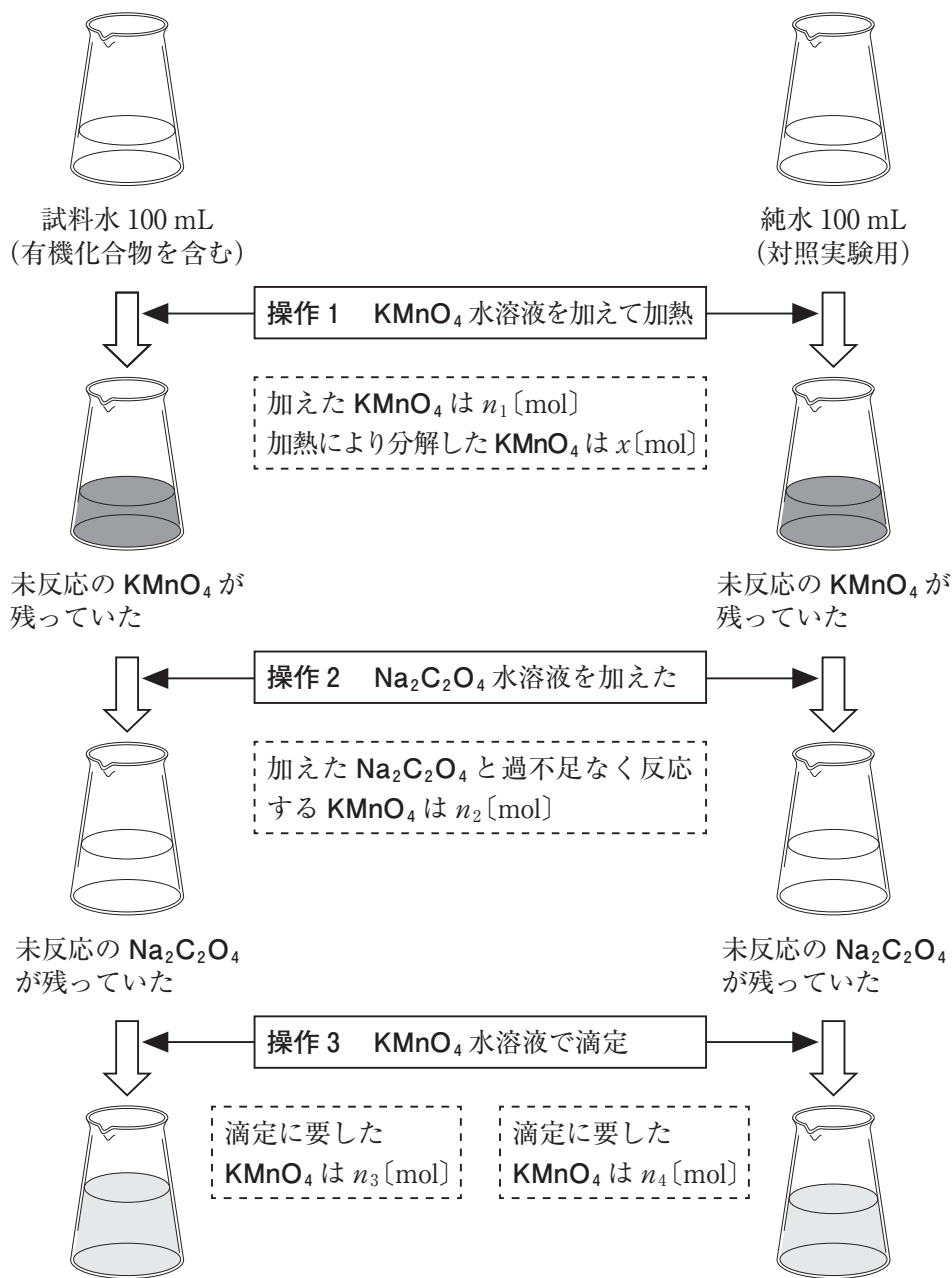 試料水 100 mL
(有機化合物を含む)
純水 100 mL
(対照実験用)
操作 1 KMnO₄ 水溶液を加えて加熱
加えた KMnO₄ は n₁〔mol〕
加熱により分解した KMnO₄ は x〔mol〕
未反応の KMnO₄ が
残っていた
未反応の KMnO₄ が
残っていた
操作 2 Na₂C₂O₄ 水溶液を加えた
加えた Na₂C₂O₄ と過不足なく反応
する KMnO₄ は n₂〔mol〕
未反応の Na₂C₂O₄
が残っていた
未反応の Na₂C₂O₄
が残っていた
操作 3 KMnO₄ 水溶液で滴定
滴定に要した
KMnO₄ は n₃〔mol〕
滴定に要した
KMnO₄ は n₄〔mol〕